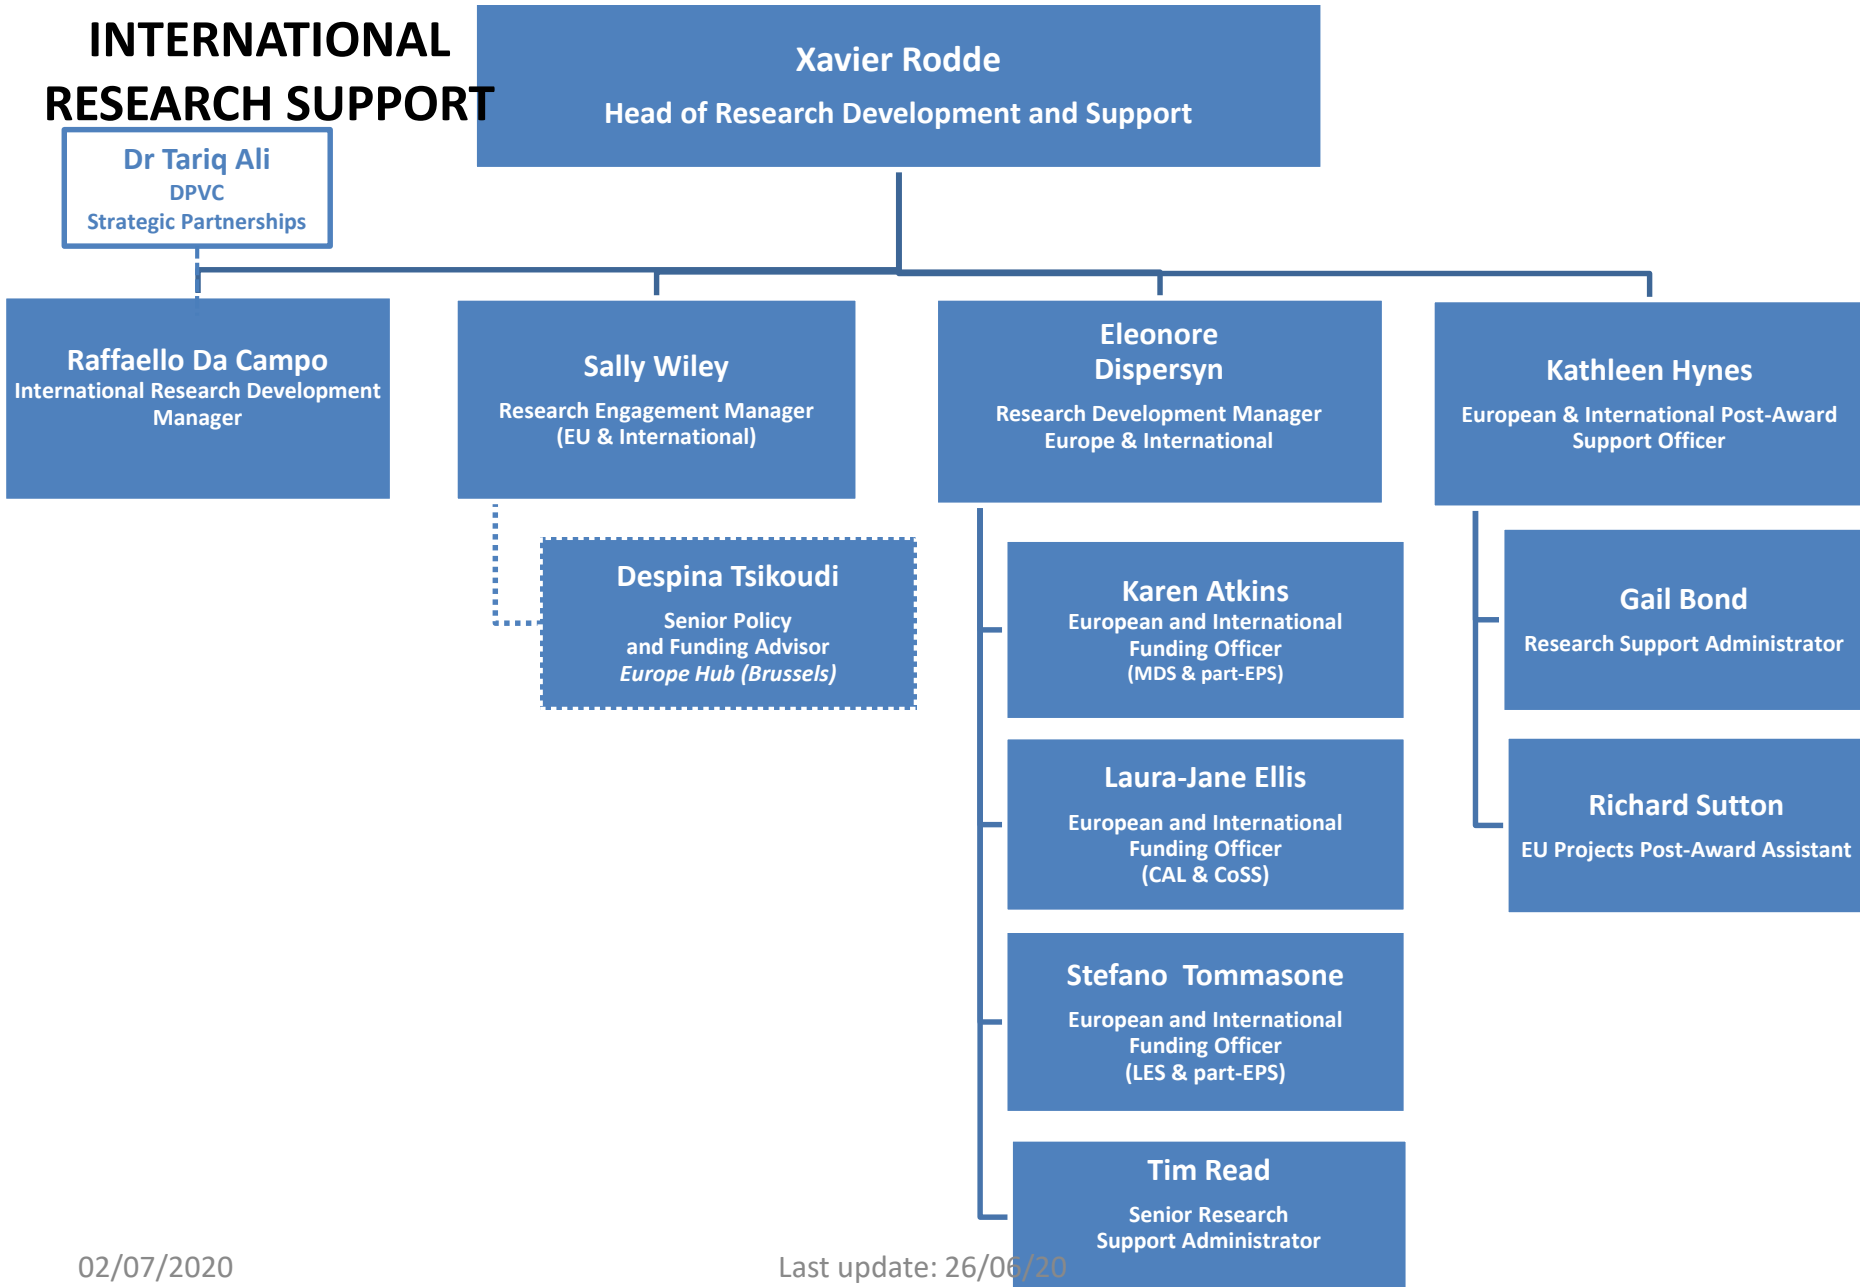 INTERNATIONAL
RESEARCH SUPPORT
Xavier Rodde
Head of Research Development and Support
Dr Tariq Ali
DPVC
Strategic Partnerships
Raffaello Da Campo
International Research Development
Manager
Sally Wiley
Research Engagement Manager
(EU & International)
Eleonore
Dispersyn
Research Development Manager
Europe & International
Kathleen Hynes
European & International Post-Award
Support Officer
Despina Tsikoudi
Senior Policy
and Funding Advisor
Europe Hub (Brussels)
Karen Atkins
European and International
Funding Officer
(MDS & part-EPS)
Laura-Jane Ellis
European and International
Funding Officer
(CAL & CoSS)
Stefano  Tommasone
European and International
Funding Officer
(LES & part-EPS)
Tim Read
Senior Research
Support Administrator
Gail Bond
Research Support Administrator
Richard Sutton
EU Projects Post-Award Assistant
02/07/2020
Last update: 26/06/20